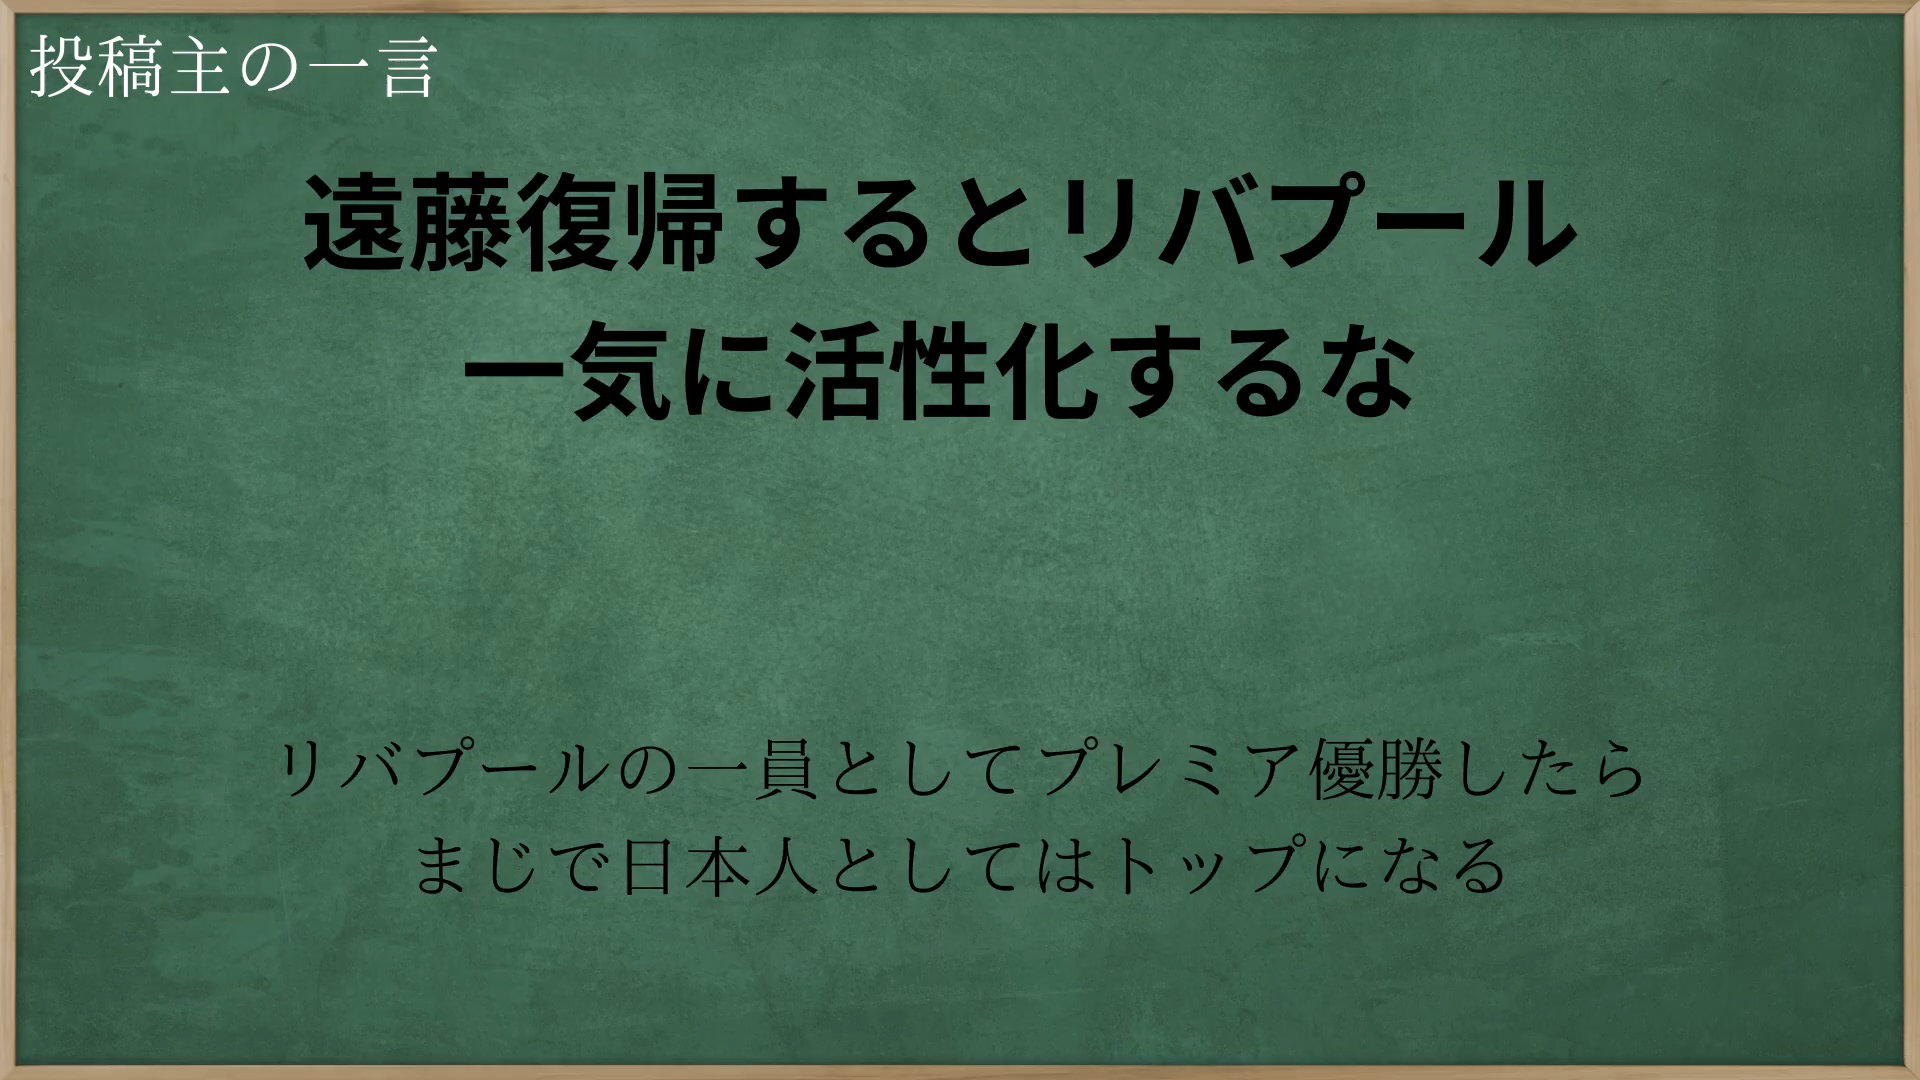 投稿主の一言
遠藤復帰するとリバプール
一気に活性化するな
リバプールの一員としてプレミア優勝したら
まじで日本人としてはトップになる